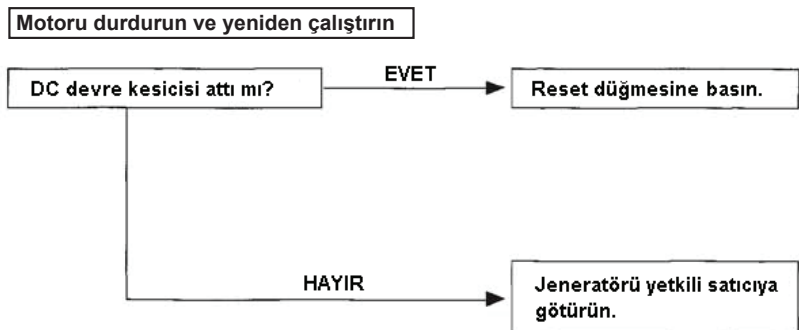 Motoru durdurun ve yeniden çalıştırın
DC devre kesicisi attı mı?
EVET
Reset düğmesine basın.
HAYIR
Jeneratörü yetkili satıcıya
götürün.